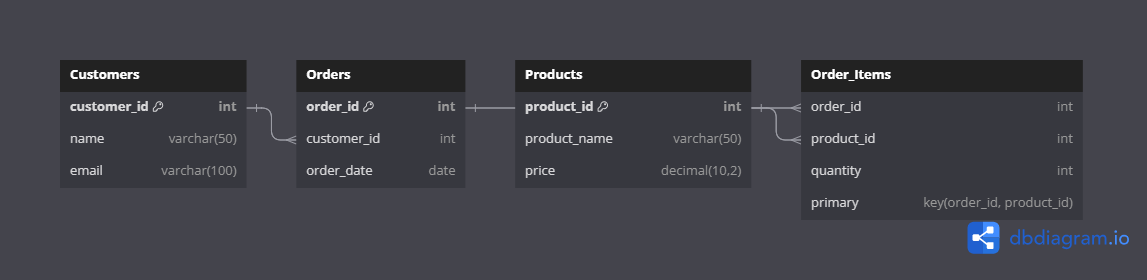 Customers
customer_id int
name varchar(50)
email varchar(100)
Orders
order_id int
customer_id int
order_date date
Products
product_id int
product_name varchar(50)
price decimal(10,2)
Order_Items
order_id int
product_id int
quantity int
primary key(order_id, product_id)
dbdiagram.io